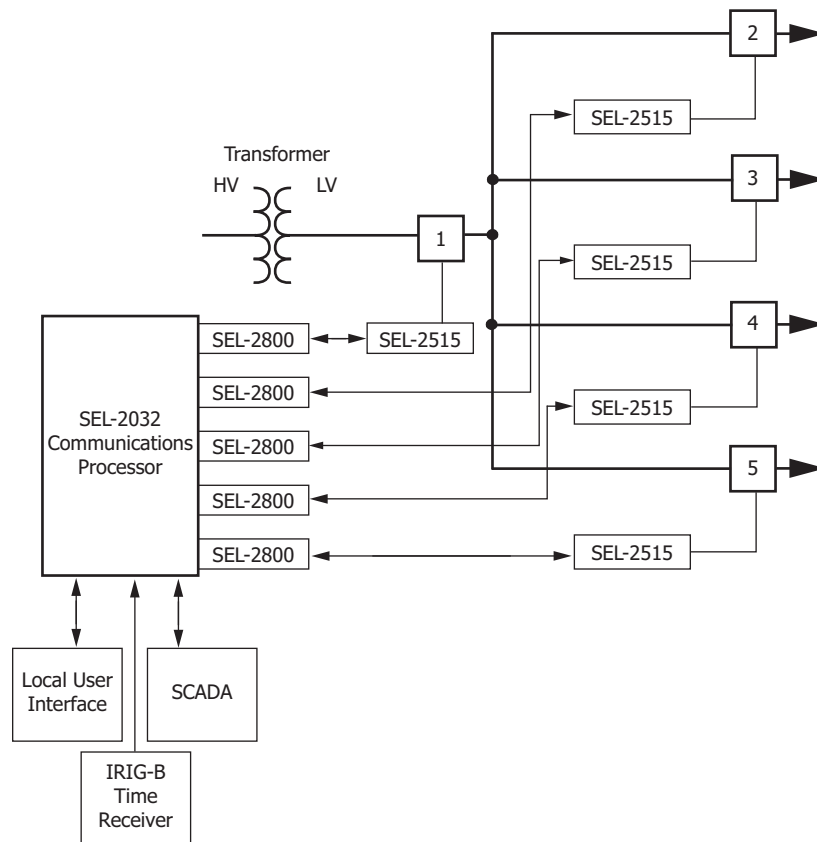 2
SEL-2515
Transformer
HV LV
3
1
SEL-2515
SEL-2800
SEL-2515
4
SEL-2800
SEL-2515
SEL-2032
Communications
Processor
SEL-2800
5
SEL-2800
SEL-2800
SEL-2515
Local User
Interface
SCADA
IRIG-B
Time
Receiver